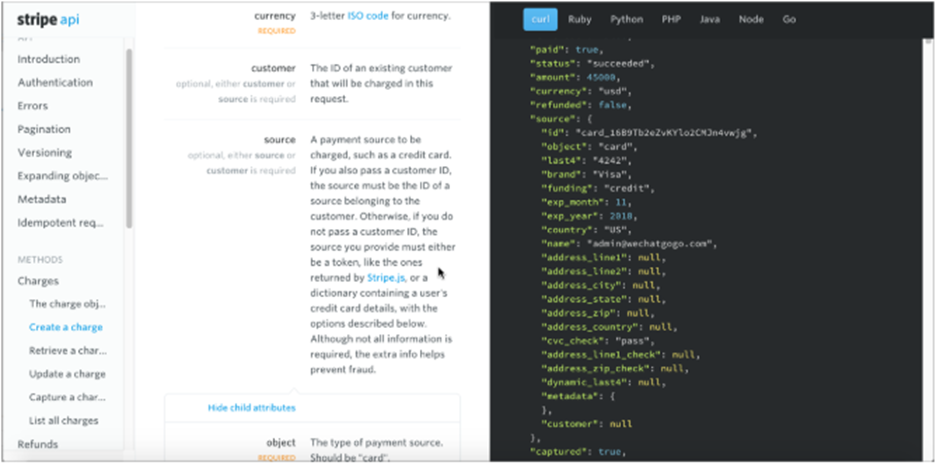 stripe api
API
Introduction
Authentication
Errors
Pagination
Versioning
Expanding objec...
Metadata
Idempotent req...
METHODS
Charges
The charge obj...
Create a charge
Retrieve a char...
Update a charge
Capture a char...
List all charges
Refunds
currency
REQUIRED
3-letter ISO code for currency.
customer
optional, either customer or
source is required
The ID of an existing customer
that will be charged in this
request.
source
optional, either source or
customer is required
A payment source to be
charged, such as a credit card.
If you also pass a customer ID,
the source must be the ID of a
source belonging to the
customer. Otherwise, if you do
not pass a customer ID, the
source you provide must either
be a token, like the ones
returned by Stripe.js, or a
dictionary containing a user's
credit card details, with the
options described below.
Although not all information is
required, the extra info helps
prevent fraud.
Hide child attributes
object
REQUIRED
The type of payment source.
Should be "card".
curl Ruby Python PHP Java Node Go
"paid": true,
"status": "succeeded",
"amount": 45000,
"currency": "usd",
"refunded": false,
"source": {
"id": "card_16B9Tb2eZvKYlo2CMJn4vwjg",
"object": "card",
"last4": "4242",
"brand": "Visa",
"funding": "credit",
"exp_month": 11,
"exp_year": 2018,
"country": "US",
"name": "admin@wechatgogo.com",
"address_line1": null,
"address_line2": null,
"address_city": null,
"address_state": null,
"address_zip": null,
"address_country": null,
"cvc_check": "pass",
"address_line1_check": null,
"address_zip_check": null,
"dynamic_last4": null,
"metadata": {
},
"customer": null
},
"captured": true,